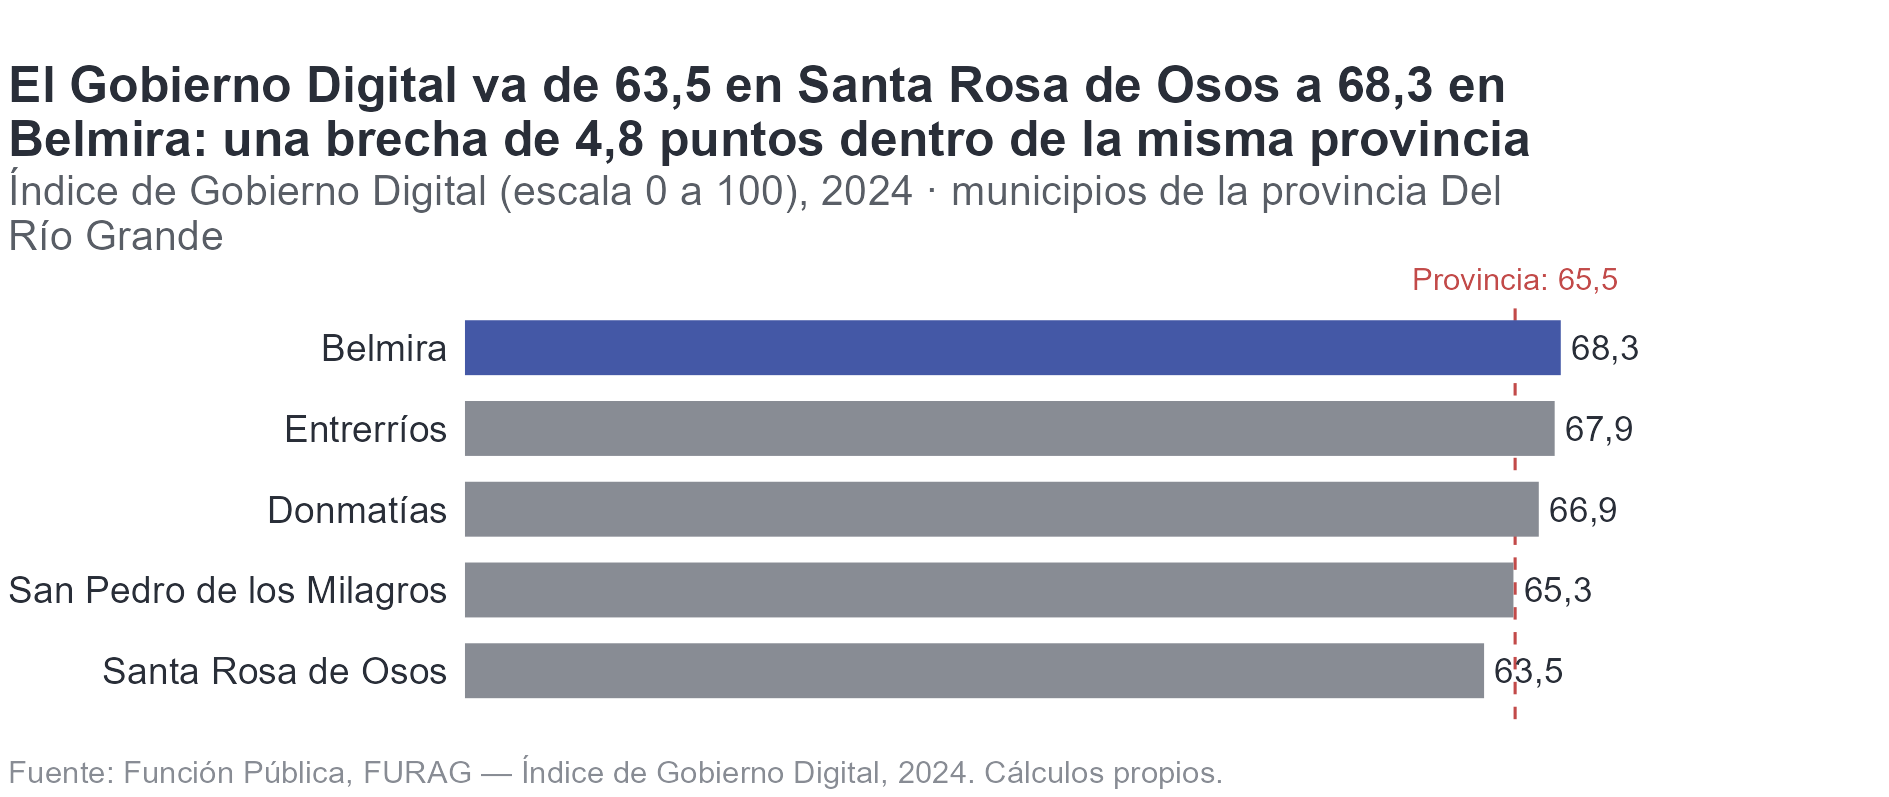 El Gobierno Digital va de 63,5 en Santa Rosa de Osos a 68,3 en
Belmira: una brecha de 4,8 puntos dentro de la misma provincia
Índice de Gobierno Digital (escala 0 a 100), 2024 · municipios de la provincia Del
Río Grande
Provincia: 65,5
Belmira 68,3
Entrerríos 67,9
Donmatías 66,9
San Pedro de los Milagros 65,3
Santa Rosa de Osos 63,5
Fuente: Función Pública, FURAG — Índice de Gobierno Digital, 2024. Cálculos propios.